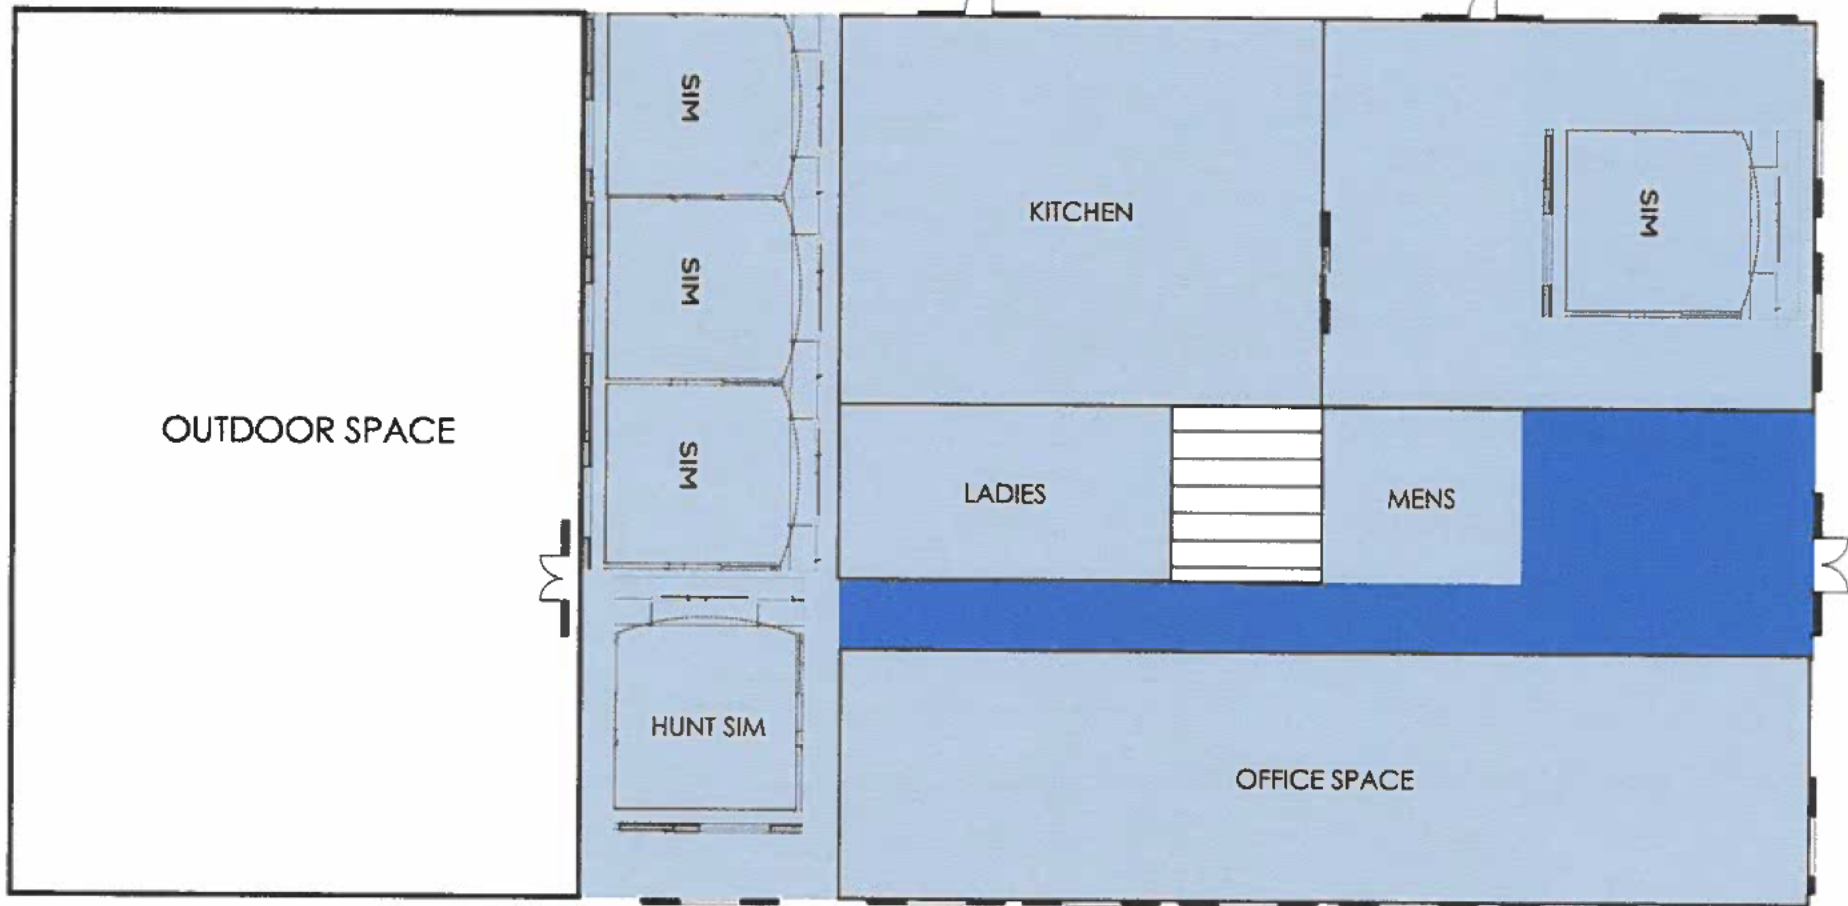 SIM
KITCHEN
SIM
SIM
OUTDOOR SPACE
SIM
LADIES
MENS
HUNT SIM
OFFICE SPACE